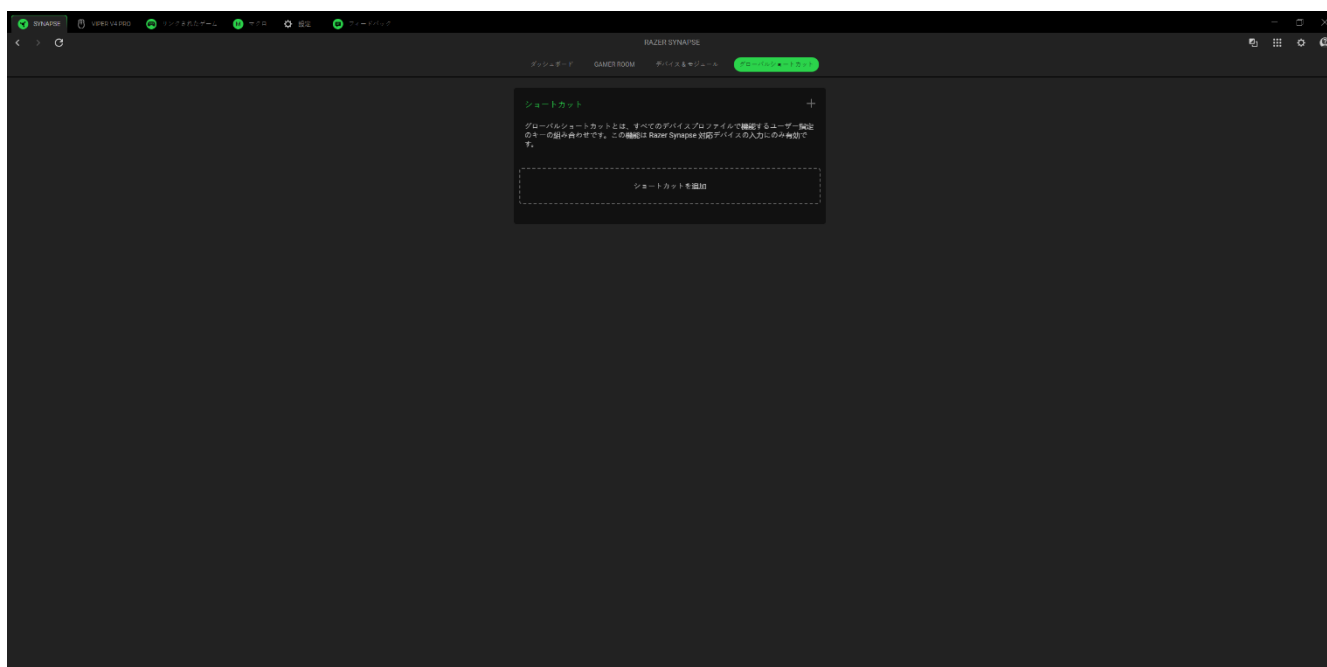 SYNAPSE
VIPER V4 PRO
リンクされたゲーム
マクロ
設定
フィードバック
RAZER SYNAPSE
ダッシュボード
GAMER ROOM
デバイス & モジュール
グローバルショートカット
ショートカット
グローバルショートカットとは、すべてのデバイスプロファイルで機能するユーザー指定
のキーの組み合わせです。この機能は Razer Synapse 対応デバイスの入力にのみ有効で
す。
ショートカットを追加